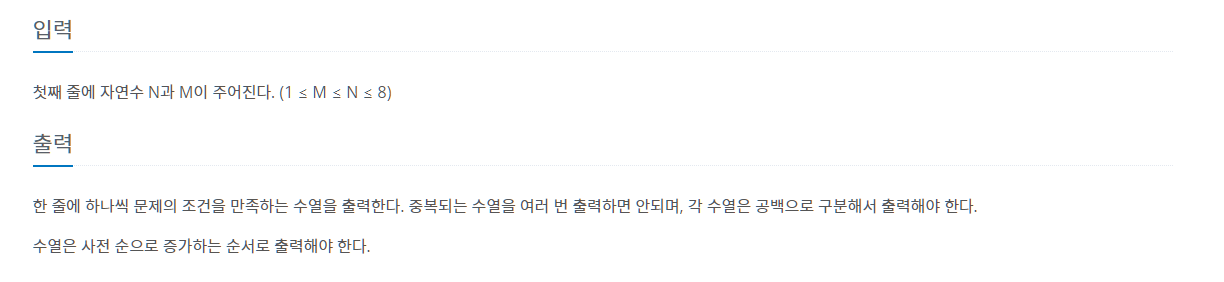 입력
첫째 줄에 자연수 N과 M이 주어진다. (1 ≤ M ≤ N ≤ 8)
출력
한 줄에 하나씩 문제의 조건을 만족하는 수열을 출력한다. 중복되는 수열을 여러 번 출력하면 안되며, 각 수열은 공백으로 구분해서 출력해야 한다.
수열은 사전 순으로 증가하는 순서로 출력해야 한다.